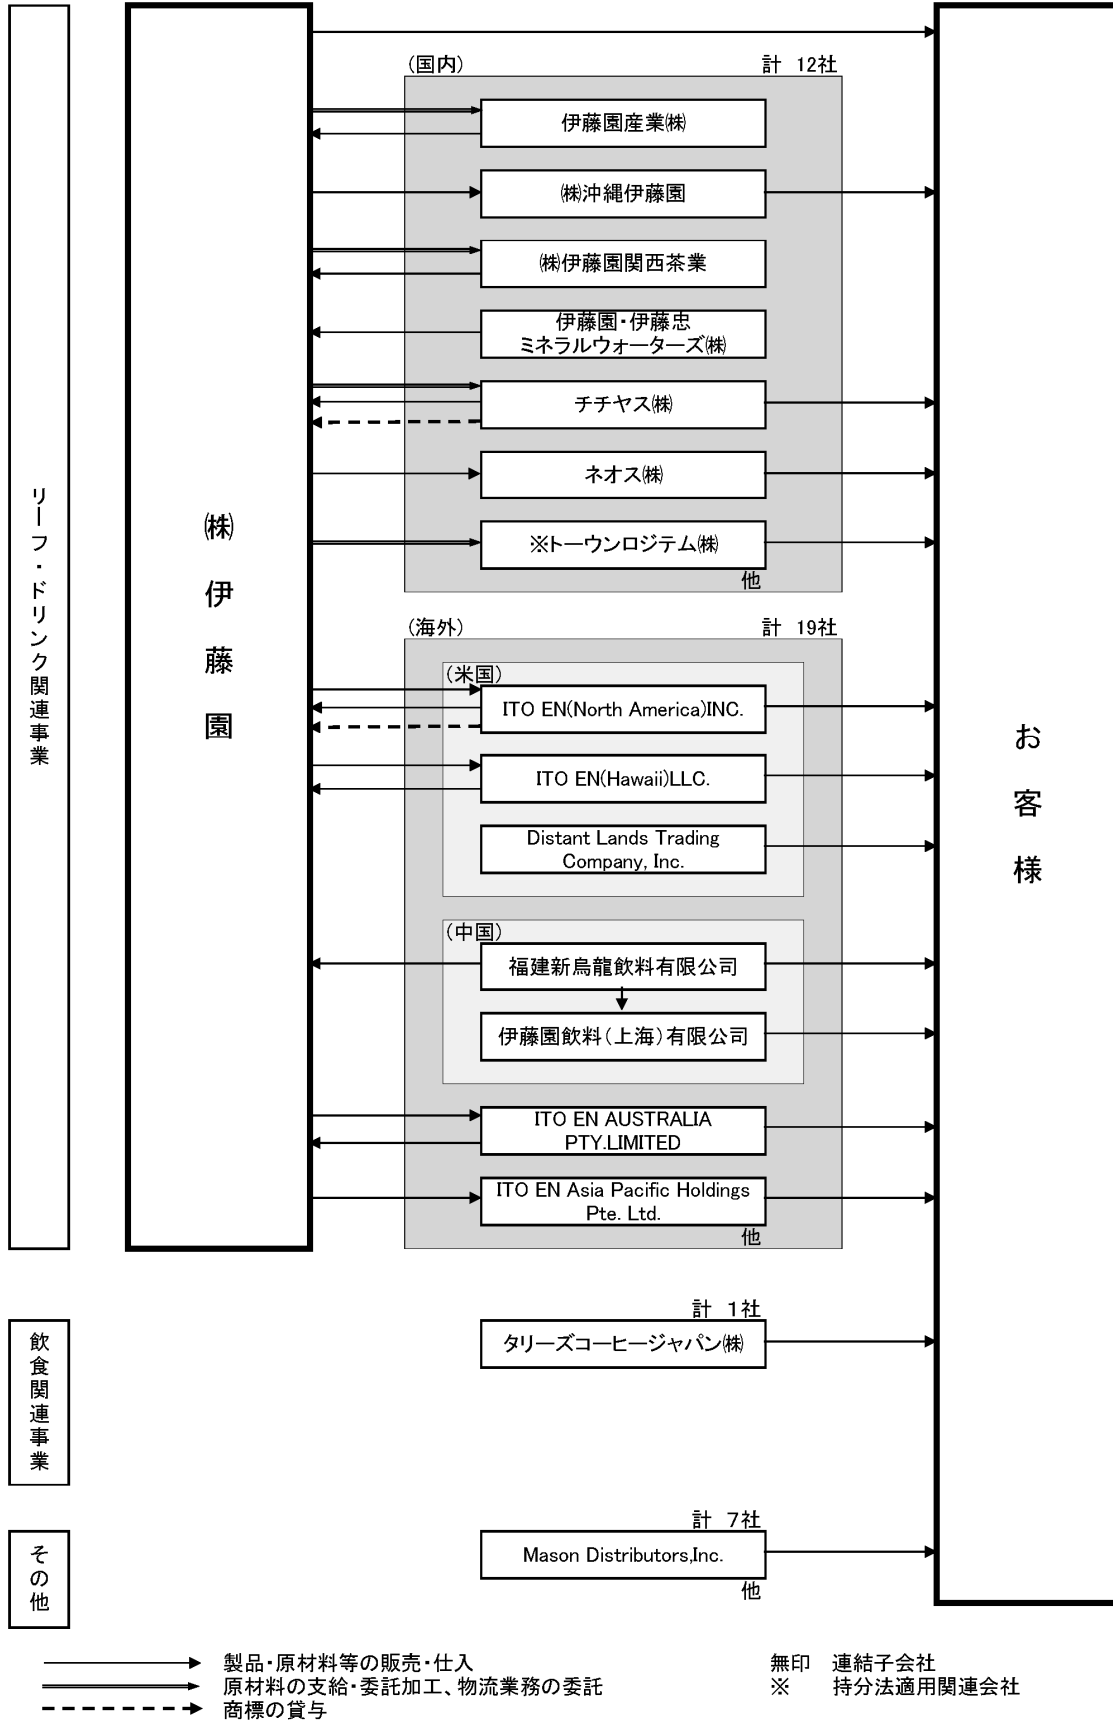 リーフ・ドリンク関連事業
㈱伊藤園
お客様
(国内)
計 12社
伊藤園産業㈱
㈱沖縄伊藤園
㈱伊藤園関西茶業
伊藤園・伊藤忠
ミネラルウォーターズ㈱
チチヤス㈱
ネオス㈱
※トーウンロジテム㈱
他
(海外)
計 19社
(米国)
ITO EN(North America)INC.
ITO EN(Hawaii)LLC.
Distant Lands Trading
Company, Inc.
(中国)
福建新烏龍飲料有限公司
伊藤園飲料(上海)有限公司
ITO EN AUSTRALIA
PTY.LIMITED
ITO EN Asia Pacific Holdings
Pte. Ltd.
他
飲食関連事業
計 1社
タリーズコーヒージャパン㈱
その他
計 7社
Mason Distributors,Inc.
他
製品・原材料等の販売・仕入
原材料の支給・委託加工、物流業務の委託
商標の貸与
無印 連結子会社
※ 持分法適用関連会社